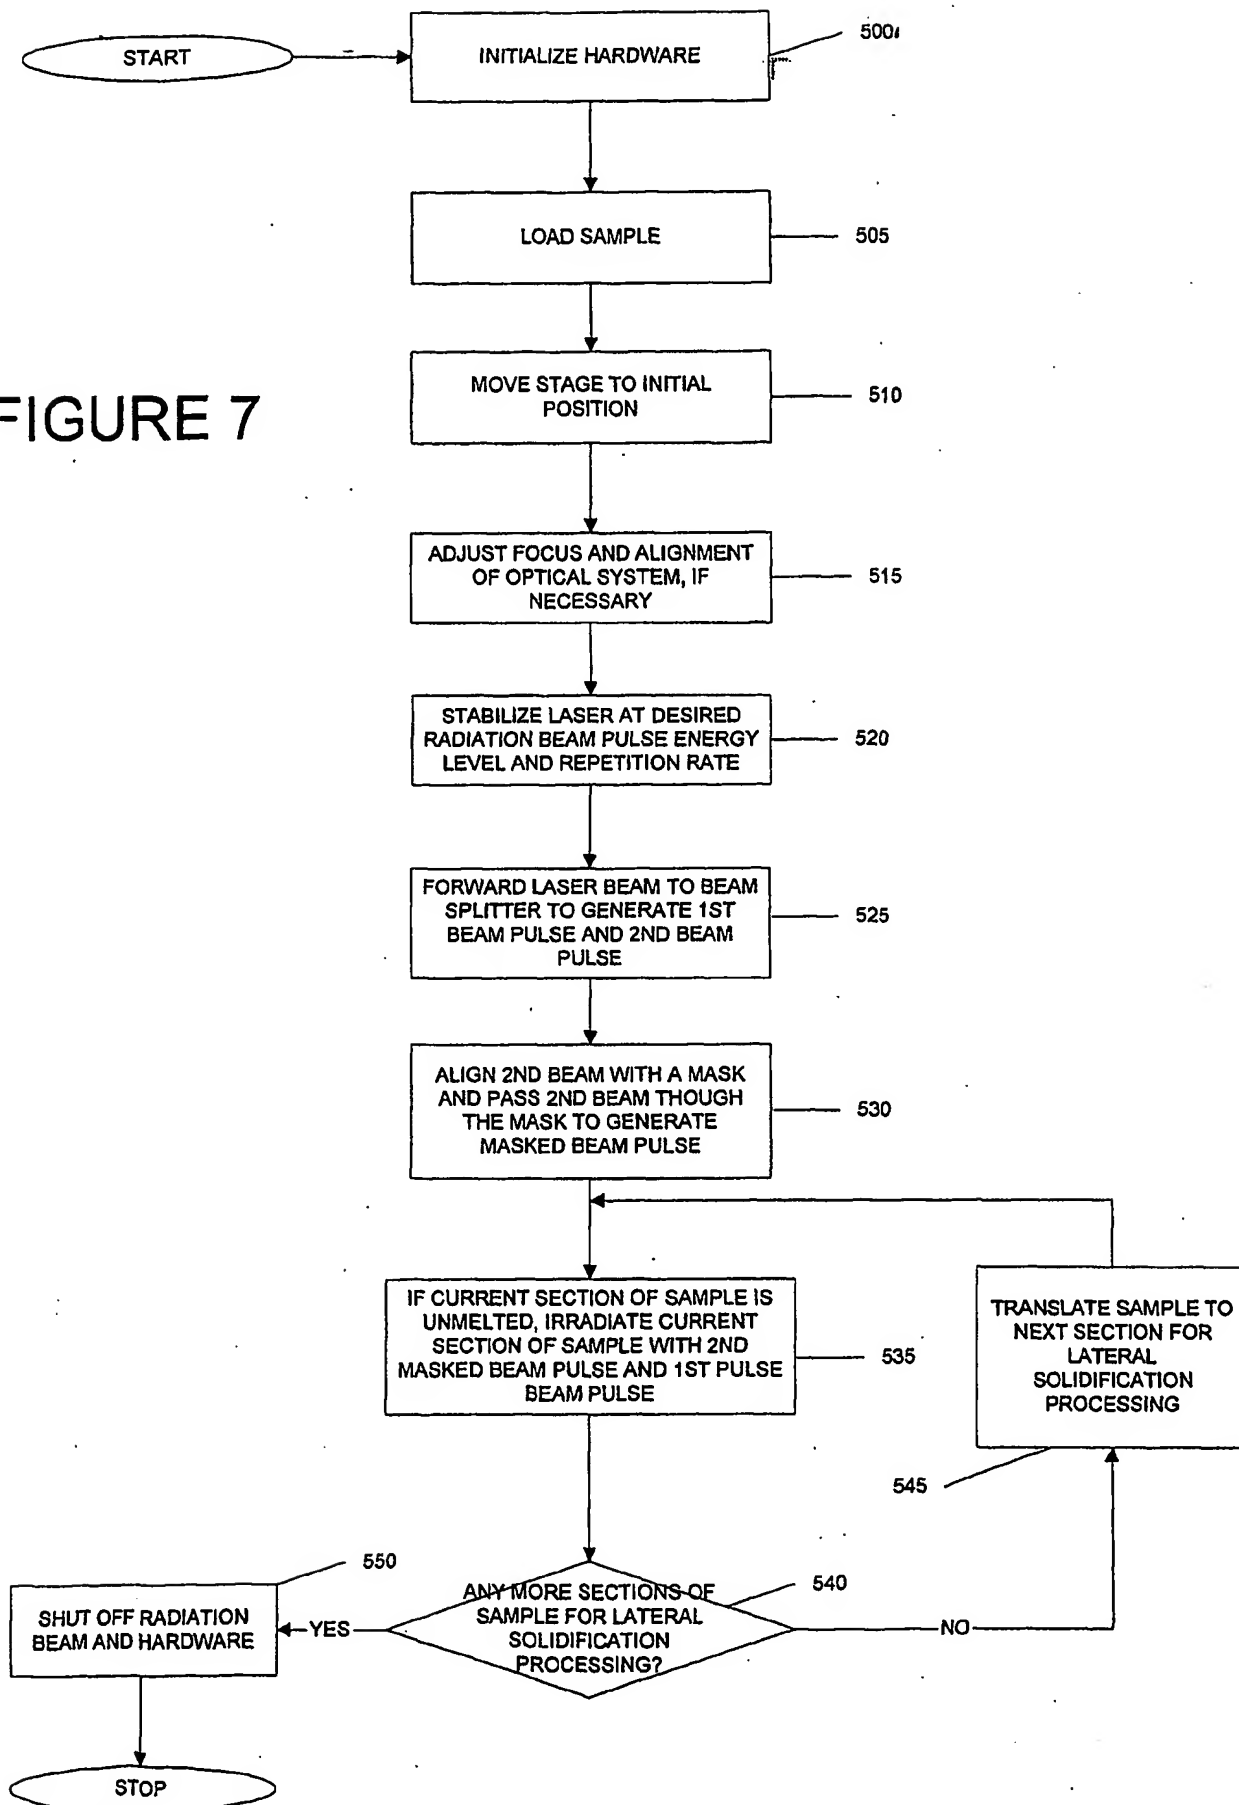 START
INITIALIZE HARDWARE
500
LOAD SAMPLE
505
MOVE STAGE TO INITIAL
POSITION
510
FIGURE 7
ADJUST FOCUS AND ALIGNMENT
OF OPTICAL SYSTEM, IF
NECESSARY
515
STABILIZE LASER AT DESIRED
RADIATION BEAM PULSE ENERGY
LEVEL AND REPETITION RATE
520
FORWARD LASER BEAM TO BEAM
SPLITTER TO GENERATE 1ST
BEAM PULSE AND 2ND BEAM
PULSE
525
ALIGN 2ND BEAM WITH A MASK
AND PASS 2ND BEAM THOUGH
THE MASK TO GENERATE
MASKED BEAM PULSE
530
IF CURRENT SECTION OF SAMPLE IS
UNMELTED, IRRADIATE CURRENT
SECTION OF SAMPLE WITH 2ND
MASKED BEAM PULSE AND 1ST PULSE
BEAM PULSE
535
TRANSLATE SAMPLE TO
NEXT SECTION FOR
LATERAL
SOLIDIFICATION
PROCESSING
545
ANY MORE SECTIONS OF
SAMPLE FOR LATERAL
SOLIDIFICATION
PROCESSING?
540
YES
NO
550
SHUT OFF RADIATION
BEAM AND HARDWARE
STOP